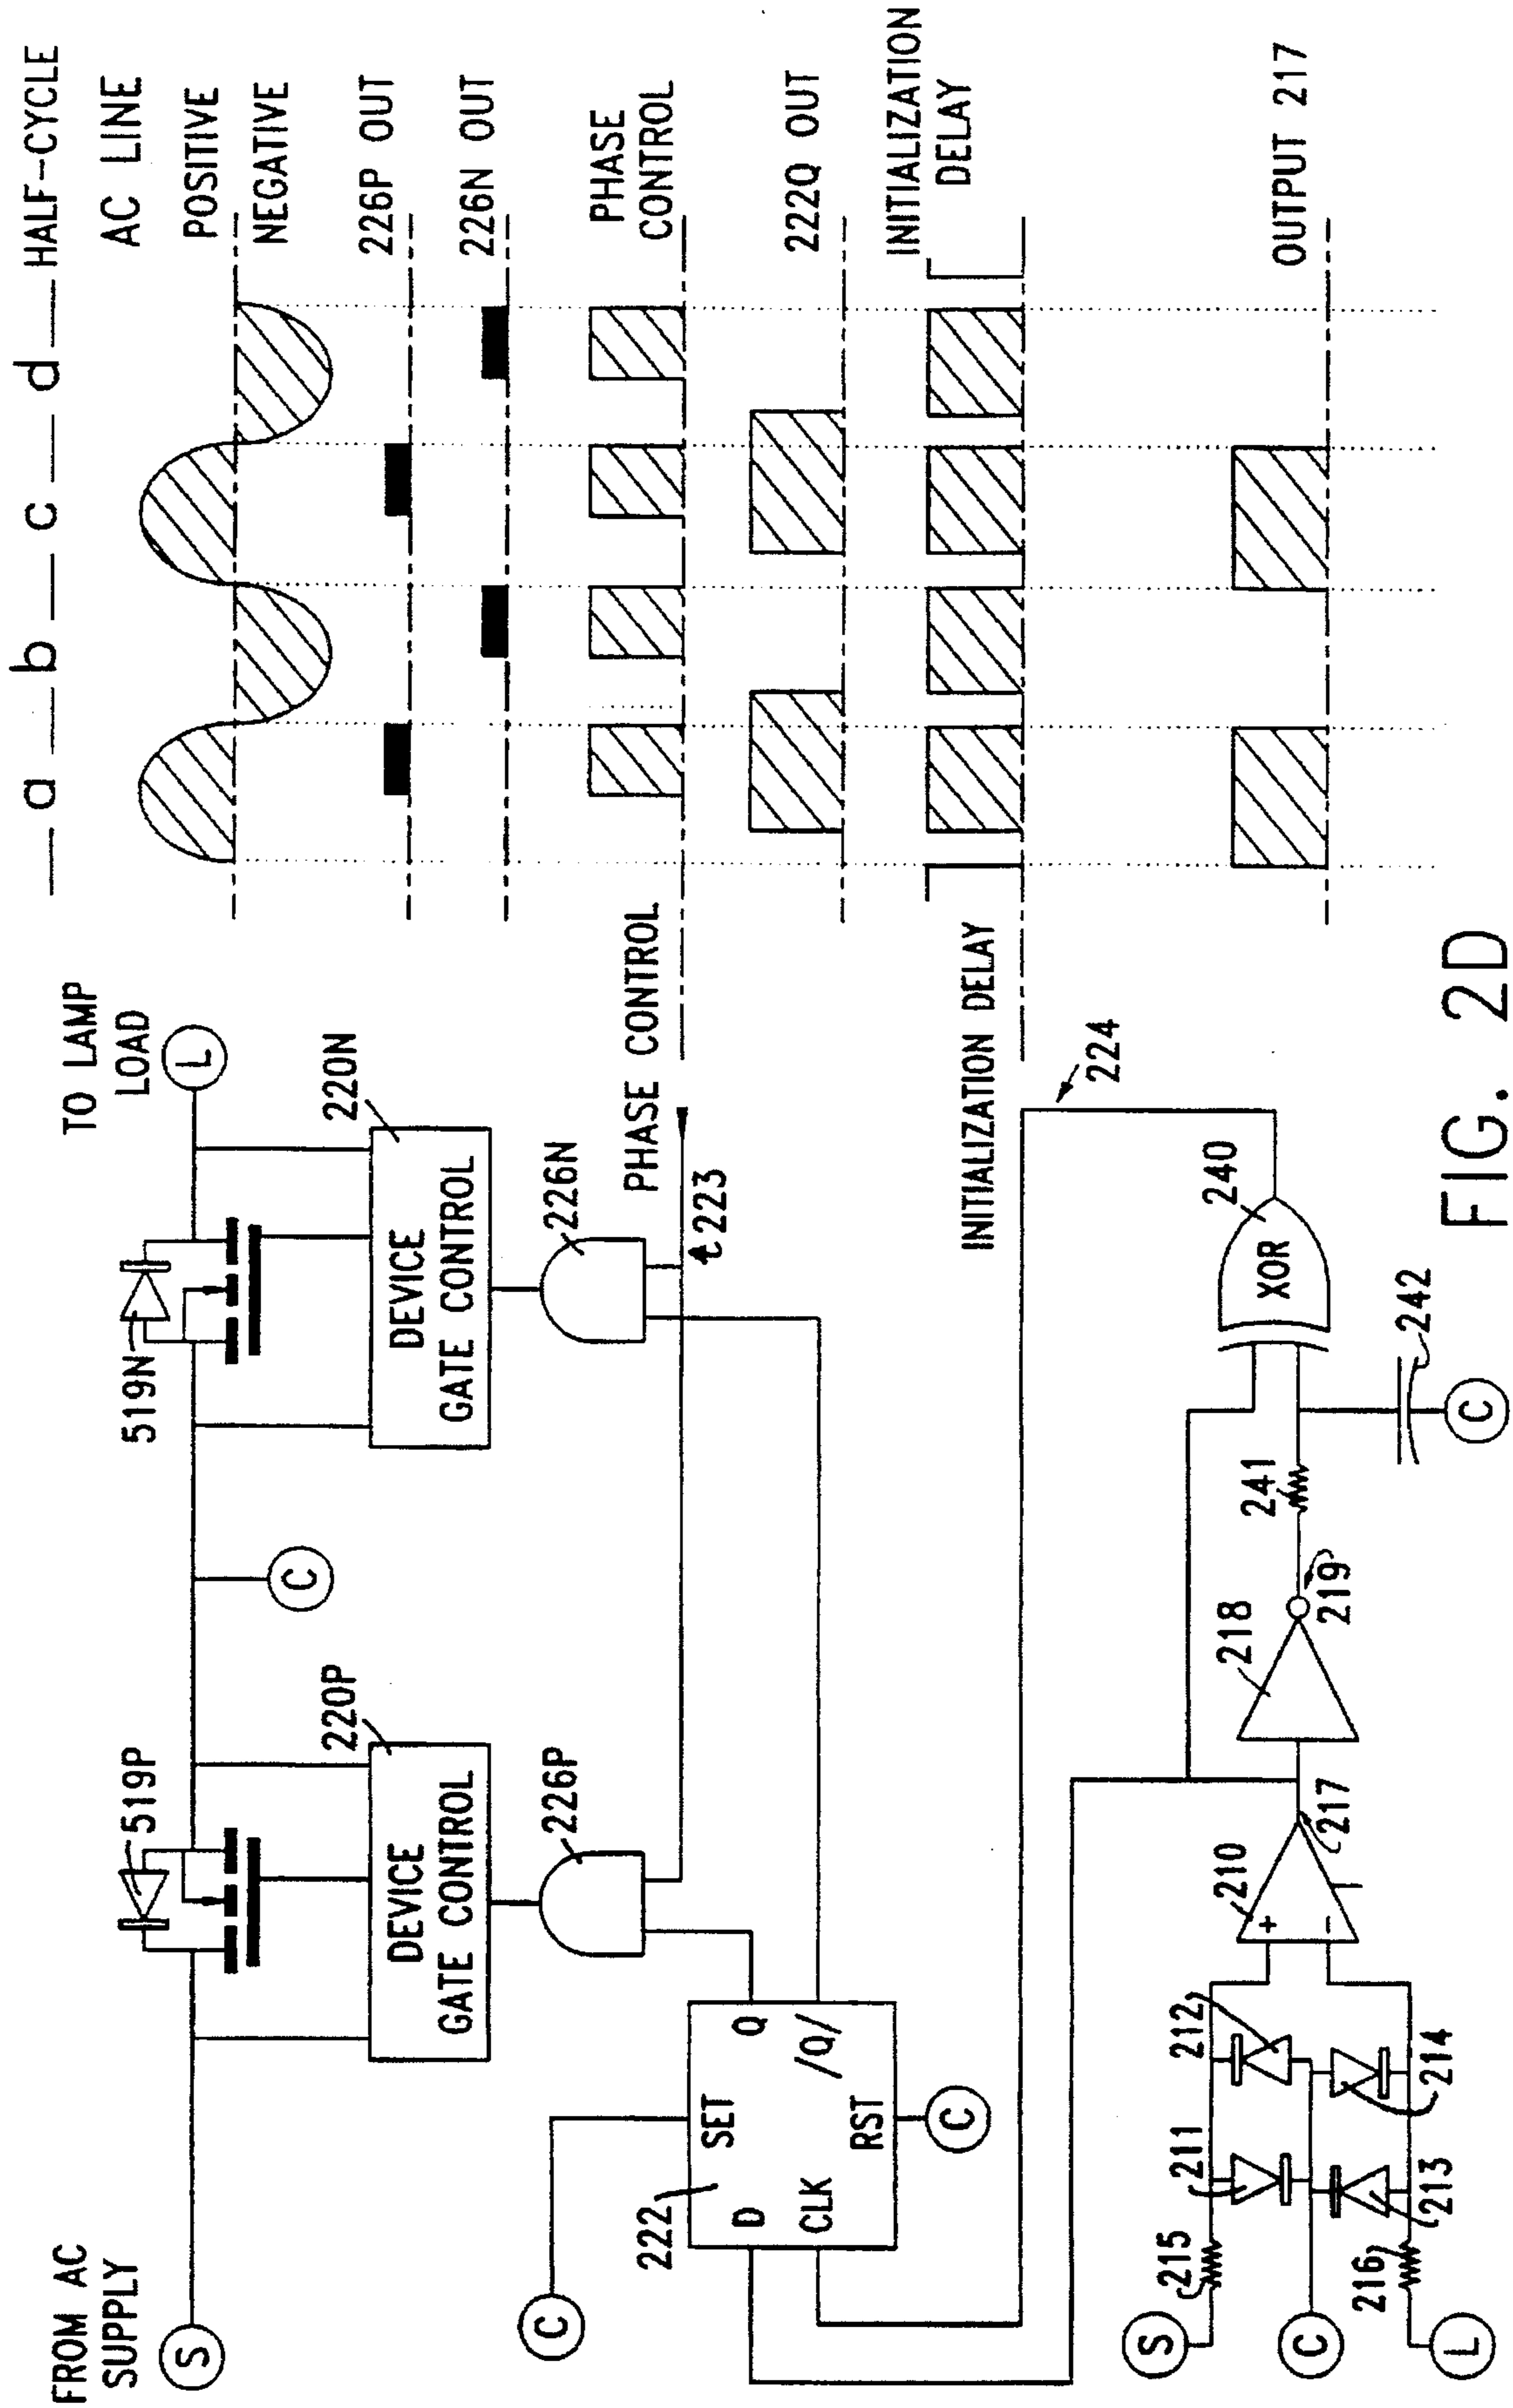 FROM AC
SUPPLY
S
519P
C
519N
TO LAMP
LOAD
L
220P
DEVICE
GATE CONTROL
220N
DEVICE
GATE CONTROL
226P
226N
PHASE CONTROL
223
C
222
SET
D
Q
CLK
/Q/
RST
C
INITIALIZATION DELAY
224
S
215
211
212
C
216
213
214
L
+
-
210
217
218
219
241
XOR
240
242
C
a b c d HALF-CYCLE
AC LINE
POSITIVE
NEGATIVE
226P OUT
226N OUT
PHASE
CONTROL
222Q OUT
INITIALIZATION
DELAY
OUTPUT 217
FIG. 2D